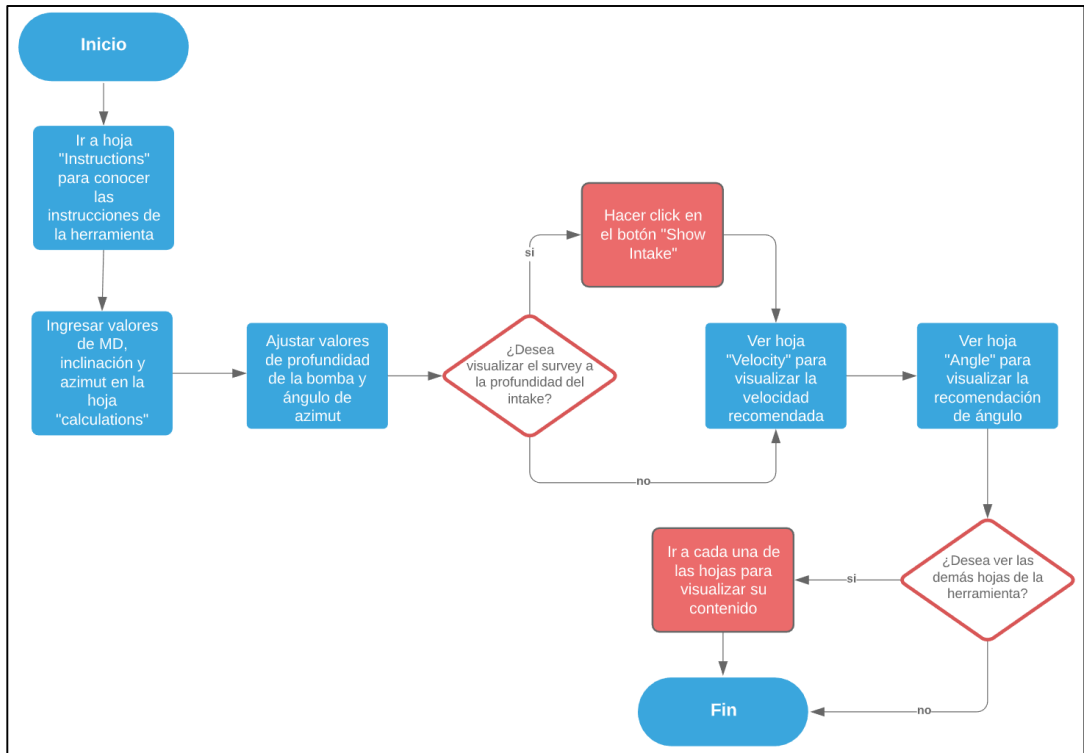 Inicio
Ir a hoja
"Instructions"
para conocer
las
instrucciones de
la herramienta
Ingresar valores
de MD,
inclinación y
azimut en la
hoja
"calculations"
Ajustar valores
de profundidad
de la bomba y
ángulo de
azimut
¿Desea
visualizar el survey a
la profundidad del
intake?
si
Hacer click en
el botón "Show
Intake"
no
Ver hoja
"Velocity" para
visualizar la
velocidad
recomendada
Ver hoja
"Angle" para
visualizar la
recomendación
de ángulo
¿Desea ver las
demás hojas de la
herramienta?
si
Ir a cada una de
las hojas para
visualizar su
contenido
no
Fin